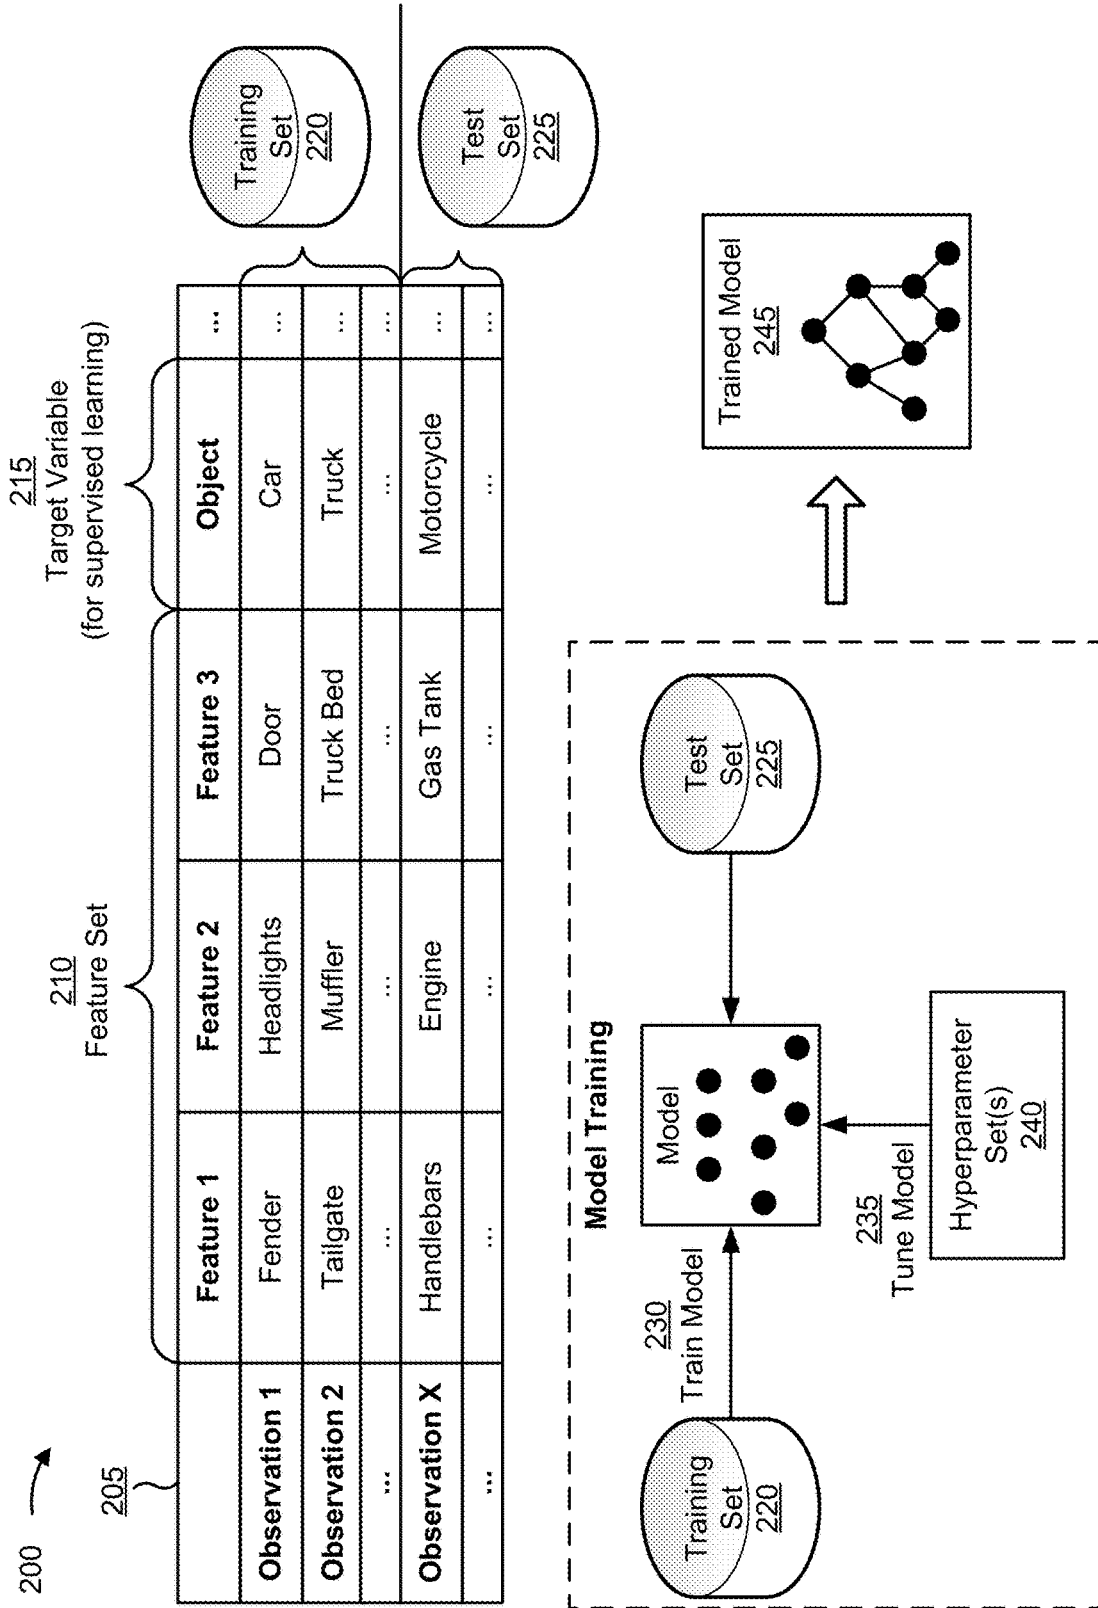 200
205
210
Feature Set
215
Target Variable
(for supervised learning)
Feature 1 Feature 2 Feature 3 Object ...
Observation 1 Fender Headlights Door Car ...
Observation 2 Tailgate Muffler Truck Bed Truck ...
... ... ... ... ... ...
Observation X Handlebars Engine Gas Tank Motorcycle ...
... ... ... ... ... ...
Training
Set
220
Test
Set
225
Model Training
Training
Set
220
230
Train Model
Model
Test
Set
225
235
Tune Model
Hyperparameter
Set(s)
240
Trained Model
245